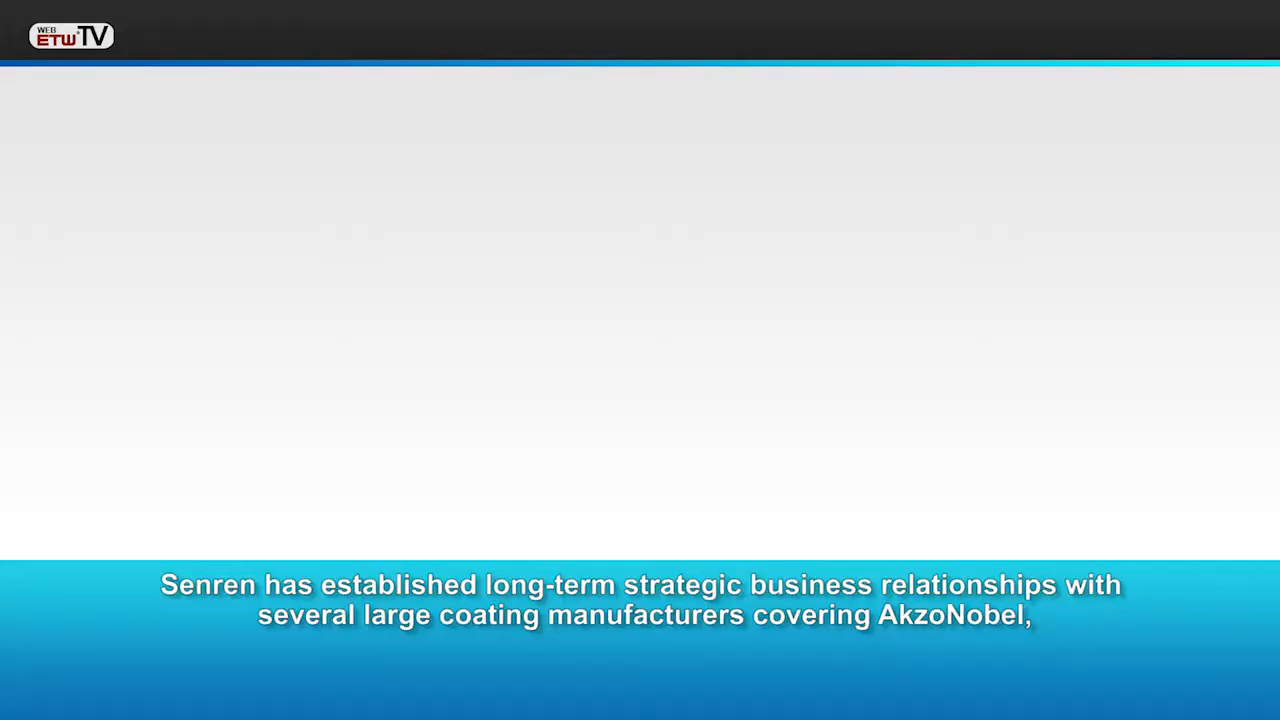 WEB
ETW TV
Senren has established long-term strategic business relationships with
several large coating manufacturers covering AkzoNobel,